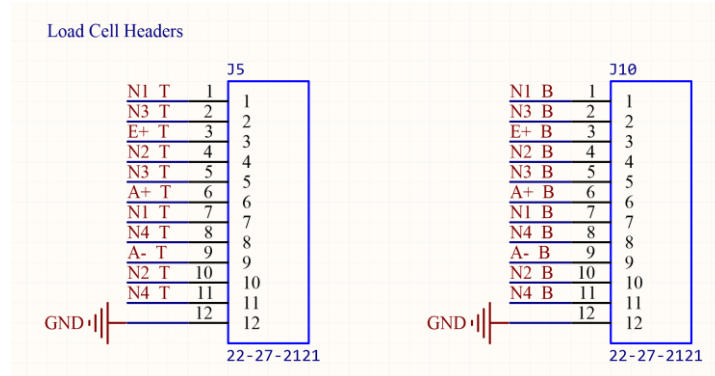 Load Cell Headers
J5
N1 T 1 1
N3 T 2 2
E+ T 3 3
N2 T 4 4
N3 T 5 5
A+ T 6 6
N1 T 7 7
N4 T 8 8
A- T 9 9
N2 T 10 10
N4 T 11 11
GND 12 12
22-27-2121
J10
N1 B 1 1
N3 B 2 2
E+ B 3 3
N2 B 4 4
N3 B 5 5
A+ B 6 6
N1 B 7 7
N4 B 8 8
A- B 9 9
N2 B 10 10
N4 B 11 11
GND 12 12
22-27-2121